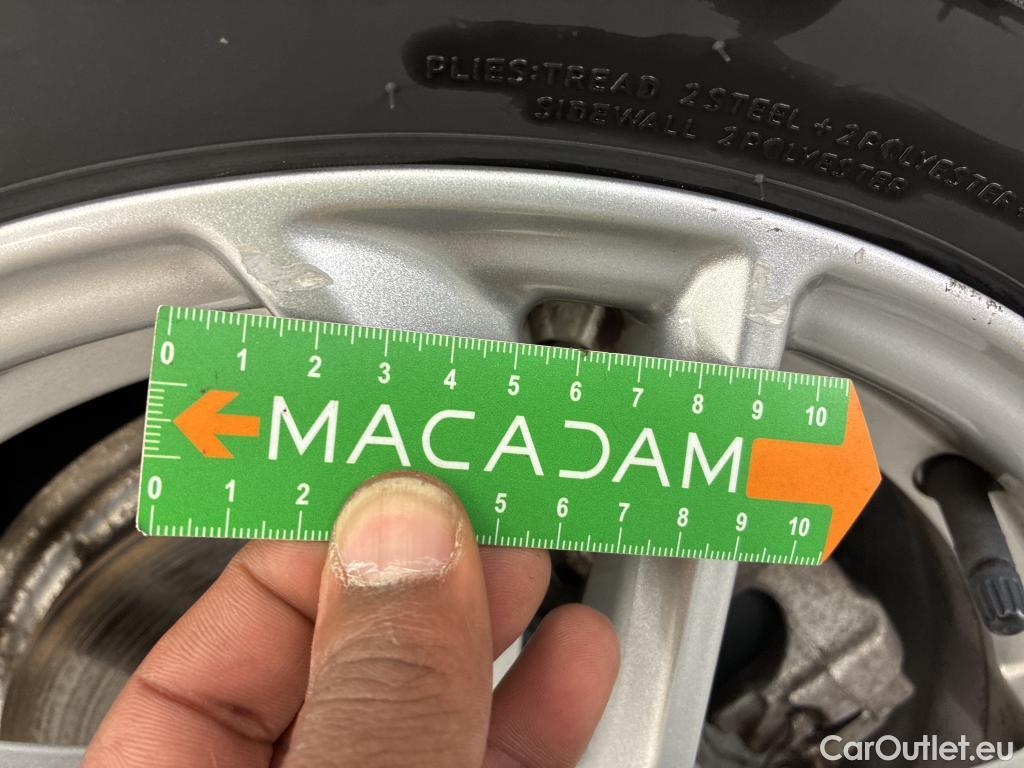 PLIES:TREAD 2STEEL + 2POLYESTER +
SIDEWALL 2POLYESTER
0 1 2 3 4 5 6 7 8 9 10
MACADAM
0 1 2 5 6 7 8 9 10
CarOutlet.eu